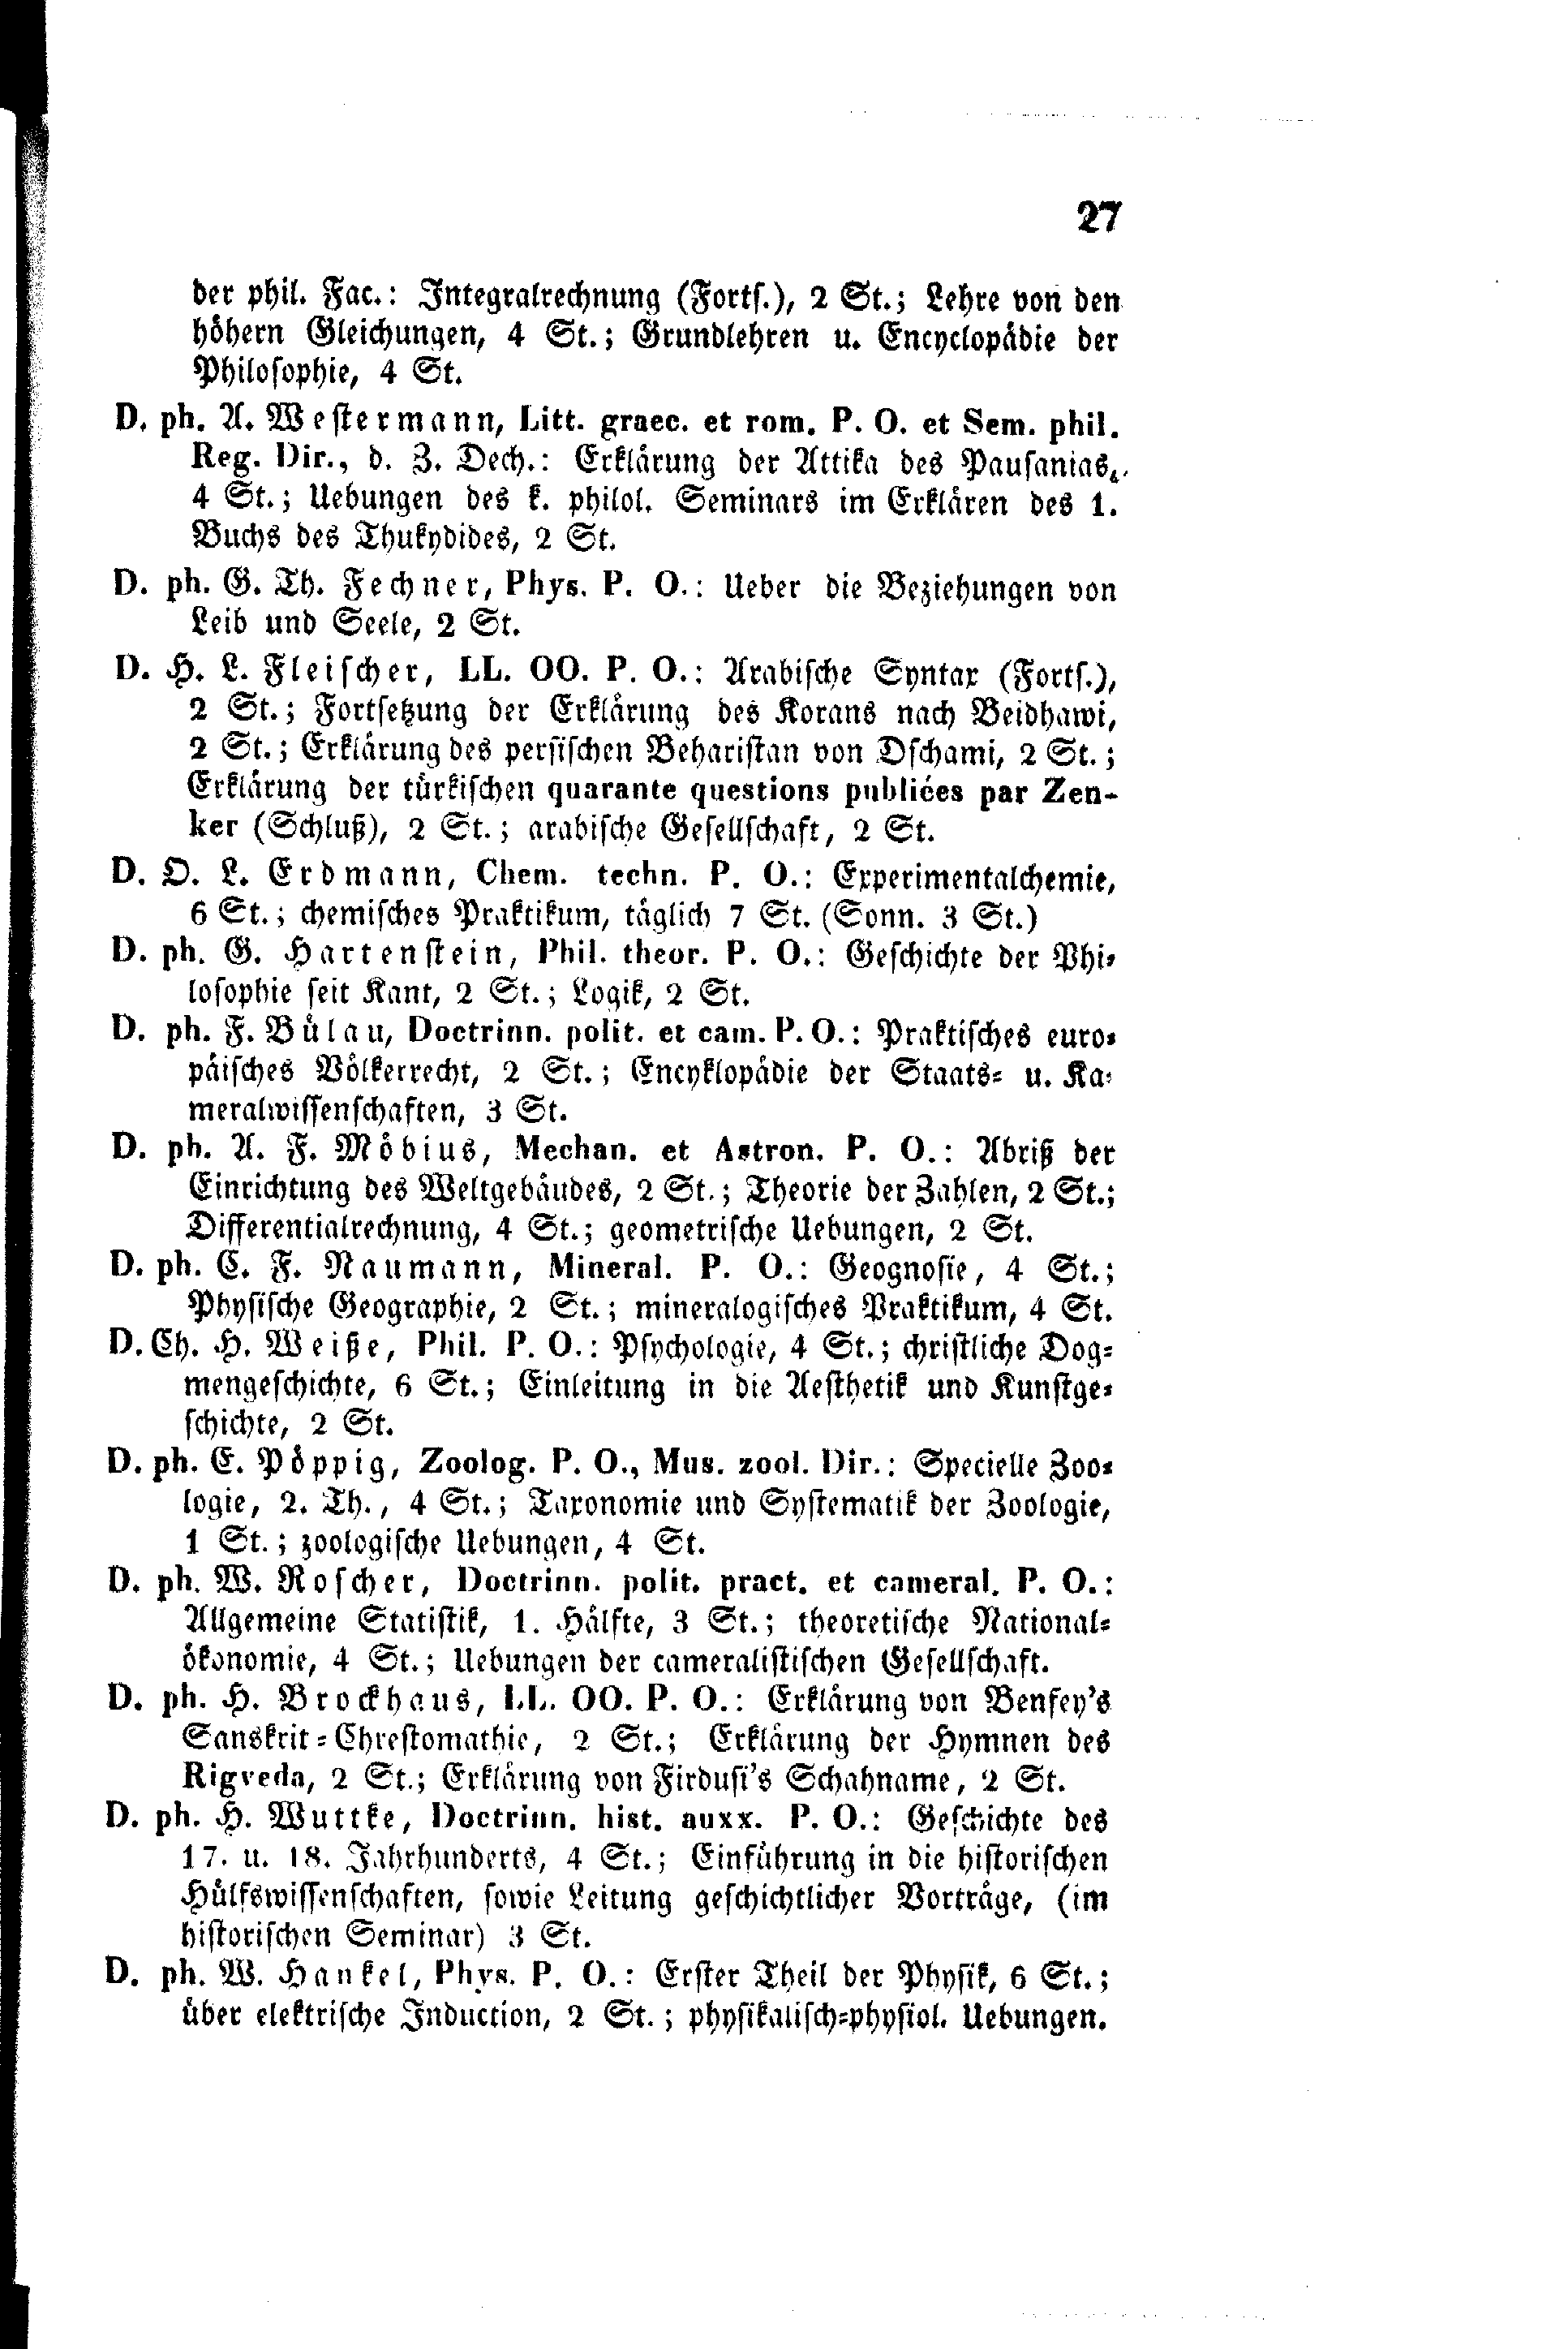 27
der phil. Fac.: Integralrechnung (Forts.), 2 St.; Lehre von den
höhern Gleichungen, 4 St.; Grundlehren u. Encyclopädie der
Philosophie, 4 St.
D. ph. A. Westermann, Litt. graec. et rom. P. O. et Sem. phil.
Reg. Dir., d. Z. Dech.: Erklärung der Attika des Pausanias,
4 St.; Uebungen des k. philol. Seminars im Erklären des 1.
Buchs des Thukydides, 2 St.
D. ph. G. Th. Fechner, Phys. P. O.: Ueber die Beziehungen von
Leib und Seele, 2 St.
D. H. L. Fleischer, LL. OO. P. O.: Arabische Syntax (Forts.),
2 St.; Fortsetzung der Erklärung des Korans nach Beidhawi,
2 St.; Erklärung des persischen Beharistan von Dschami, 2 St.;
Erklärung der türkischen quarante questions publiées par Zen-
ker (Schluß), 2 St.; arabische Gesellschaft, 2 St.
D. O. L. Erdmann, Chem. techn. P. O.: Experimentalchemie,
6 St.; chemisches Praktikum, täglich 7 St. (Sonn. 3 St.)
D. ph. G. Hartenstein, Phil. theor. P. O.: Geschichte der Phi-
losophie seit Kant, 2 St.; Logik, 2 St.
D. ph. F. Bülau, Doctrinn. polit. et cam. P. O.: Praktisches euro-
päisches Völkerrecht, 2 St.; Encyklopädie der Staats- u. Ka-
meralwissenschaften, 3 St.
D. ph. A. F. Möbius, Mechan. et Astron. P. O.: Abriß der
Einrichtung des Weltgebäudes, 2 St.; Theorie der Zahlen, 2 St.;
Differentialrechnung, 4 St.; geometrische Uebungen, 2 St.
D. ph. C. F. Naumann, Mineral. P. O.: Geognosie, 4 St.;
Physische Geographie, 2 St.; mineralogisches Praktikum, 4 St.
D. Ch. H. Weiße, Phil. P. O.: Psychologie, 4 St.; christliche Dog-
mengeschichte, 6 St.; Einleitung in die Aesthetik und Kunstge-
schichte, 2 St.
D. ph. E. Pöppig, Zoolog. P. O., Mus. zool. Dir.: Specielle Zoo-
logie, 2. Th., 4 St.; Taxonomie und Systematik der Zoologie,
1 St.; zoologische Uebungen, 4 St.
D. ph. W. Roscher, Doctrinn. polit. pract. et cameral. P. O.:
Allgemeine Statistik, 1. Hälfte, 3 St.; theoretische National-
ökonomie, 4 St.; Uebungen der cameralistischen Gesellschaft.
D. ph. H. Brockhaus, LL. OO. P. O.: Erklärung von Benfey's
Sanskrit-Chrestomathie, 2 St.; Erklärung der Hymnen des
Rigveda, 2 St.; Erklärung von Firdusi's Schahname, 2 St.
D. ph. H. Wuttke, Doctrinn. hist. auxx. P. O.: Geschichte des
17. u. 18. Jahrhunderts, 4 St.; Einführung in die historischen
Hülfswissenschaften, sowie Leitung geschichtlicher Vorträge, (im
historischen Seminar) 3 St.
D. ph. W. Hankel, Phys. P. O.: Erster Theil der Physik, 6 St.;
über elektrische Induction, 2 St.; physikalisch-physiol. Uebungen.